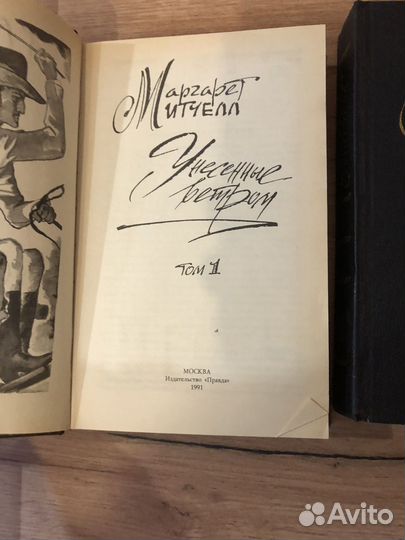 Маргарет
Митчелл
Унесенные
ветром
том 1
МОСКВА
Издательство «Правда»
1991
Avito